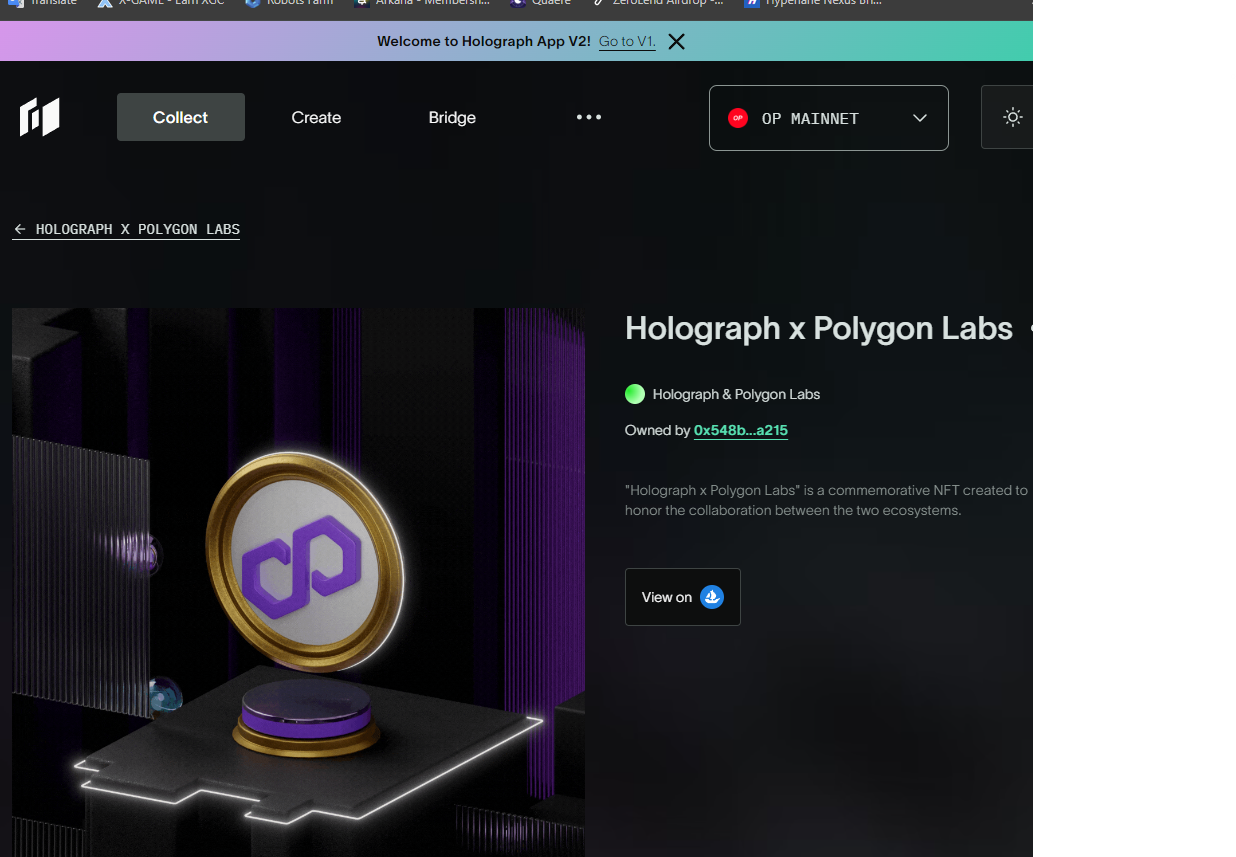 Translate X-GAME - Earn XGC Robots Farm Arkana - Membersh... Quaere ZeroLend Airdrop -... Hyperlane Nexus Bri...
Welcome to Holograph App V2! Go to V1.
Collect Create Bridge
OP OP MAINNET
← HOLOGRAPH X POLYGON LABS
Holograph x Polygon Labs
Holograph & Polygon Labs
Owned by 0x548b...a215
"Holograph x Polygon Labs" is a commemorative NFT created to
honor the collaboration between the two ecosystems.
View on